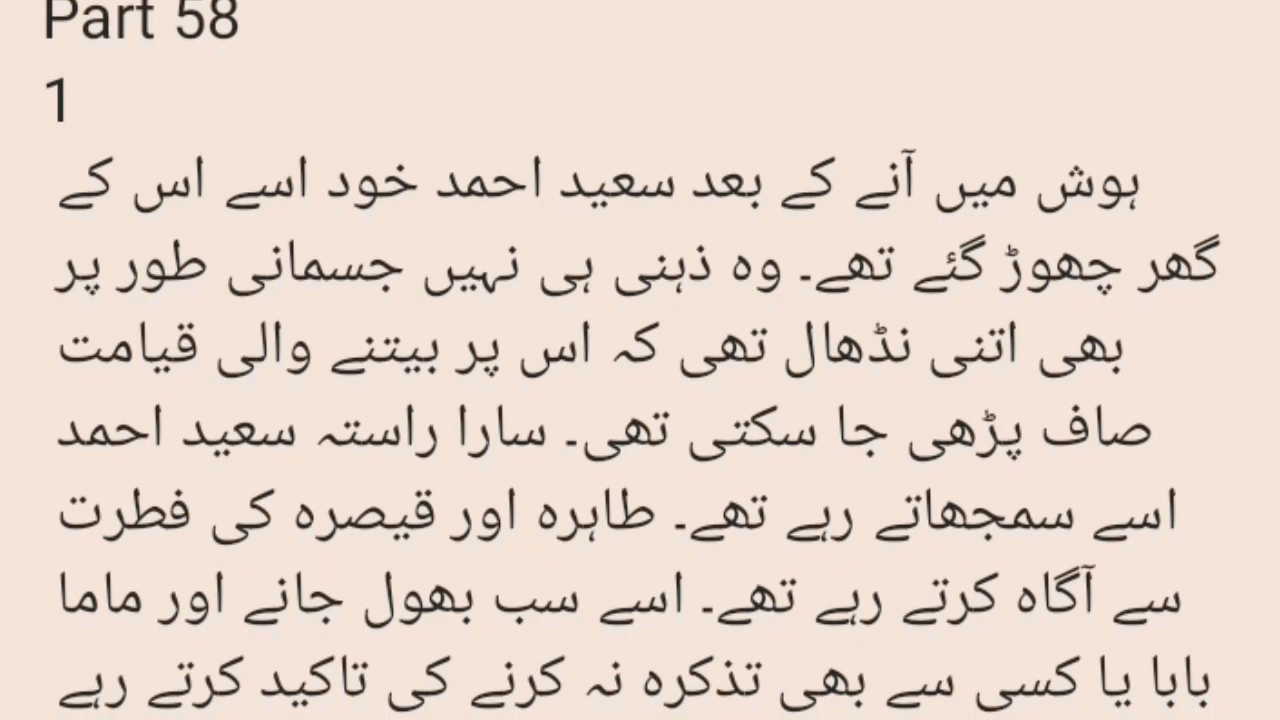 Part 58
1
ہوش میں آنے کے بعد سعید احمد خود اسے اس کے
گھر چھوڑ گئے تھے۔ وہ ذہنی ہی نہیں جسمانی طور پر
بھی اتنی نڈھال تھی کہ اس پر بیتنے والی قیامت
صاف پڑھی جا سکتی تھی۔ سارا راستہ سعید احمد
اسے سمجھاتے رہے تھے۔ طاہرہ اور قیصرہ کی فطرت
سے آگاہ کرتے رہے تھے۔ اسے سب بھول جانے اور ماما
بابا یا کسی سے بھی تذکرہ نہ کرنے کی تاکید کرتے رہے